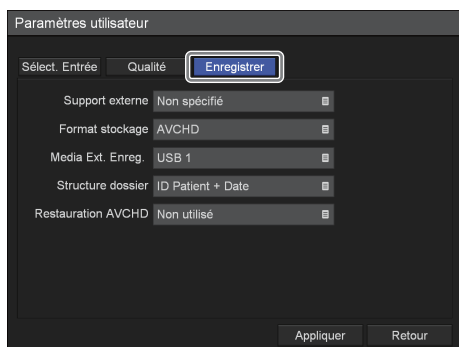 Paramètres utilisateur
Sélect. Entrée Qualité Enregistrer
Support externe Non spécifié
Format stockage AVCHD
Media Ext. Enreg. USB 1
Structure dossier ID Patient + Date
Restauration AVCHD Non utilisé
Appliquer Retour